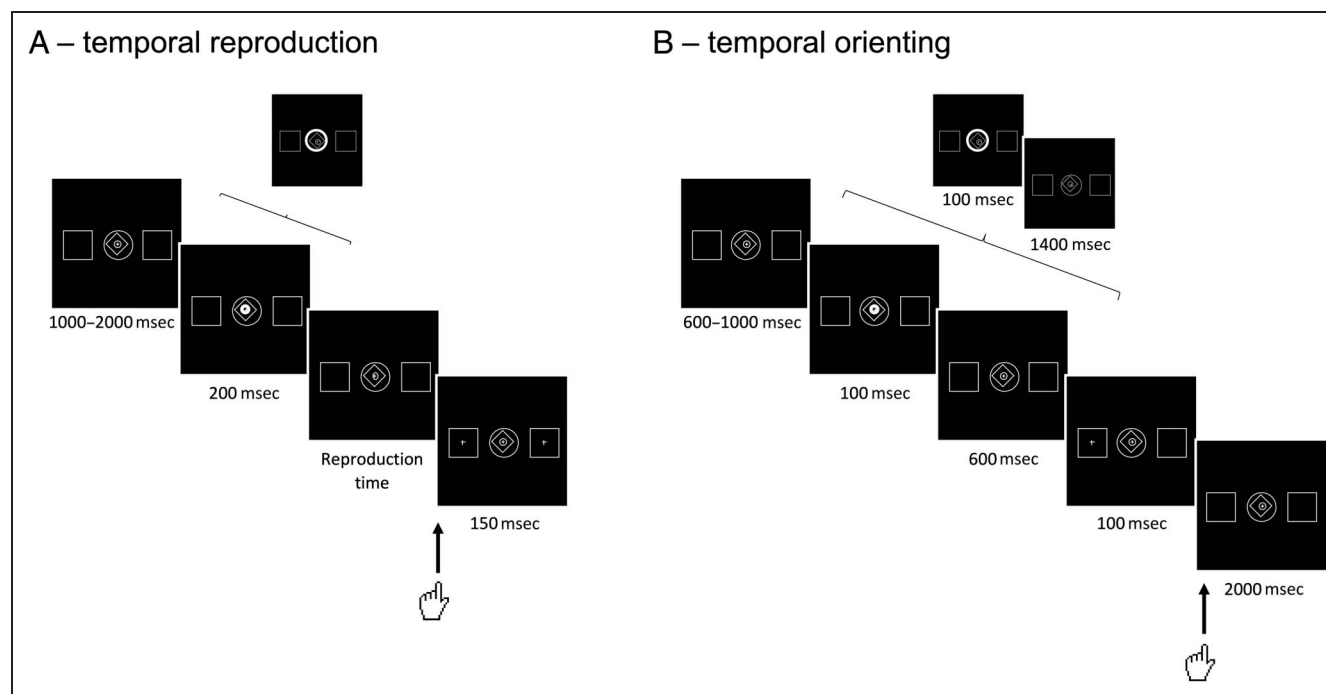 A – temporal reproduction
1000–2000 msec
200 msec
Reproduction
time
150 msec
B – temporal orienting
100 msec
1400 msec
600–1000 msec
100 msec
600 msec
100 msec
2000 msec